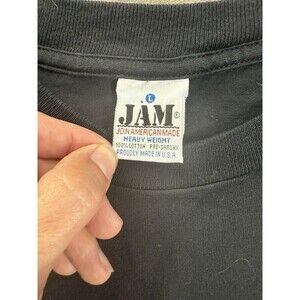 L
JAM®
JOIN AMERICAN MADE
HEAVY WEIGHT
100% COTTON PRE-SHRUNK
PROUDLY MADE IN U.S.A.